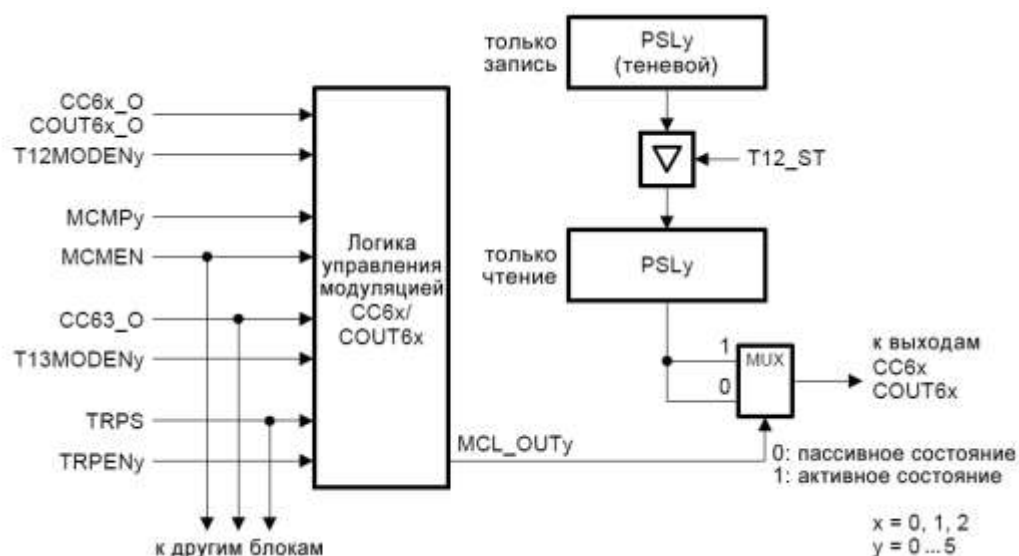 только
запись
PSLy
(теневой)
CC6x_O
COUT6x_O
T12MODENy
T12_ST
MCMPy
MCMEN
Логика
управления
модуляцией
CC6x/
COUT6x
только
чтение
PSLy
CC63_O
T13MODENy
1
0
MUX
к выходам
CC6x
COUT6x
TRPS
TRPENy
MCL_OUTy
0: пассивное состояние
1: активное состояние
x = 0, 1, 2
y = 0 ... 5
к другим блокам